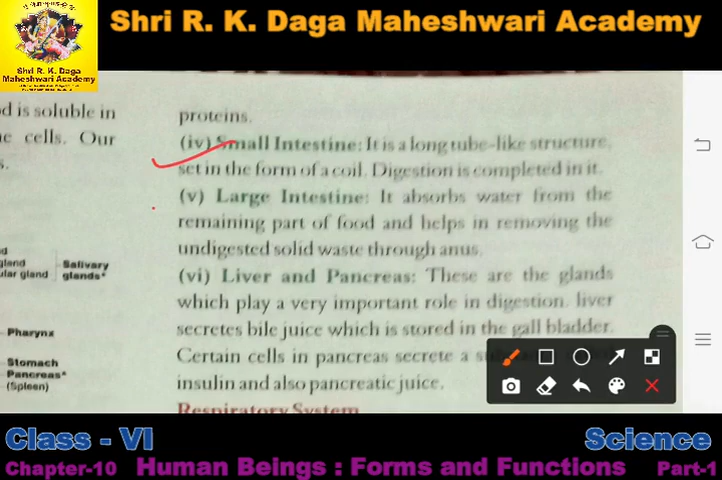 Shri R. K. Daga Maheshwari Academy
Shri R. K. Daga
Maheshwari Academy
d is soluble in
e cells. Our
s.
proteins.
(iv) Small Intestine: It is a long tube-like structure,
set in the form of a coil. Digestion is completed in it.
(v) Large Intestine: It absorbs water from the
remaining part of food and helps in removing the
undigested solid waste through anus.
(vi) Liver and Pancreas: These are the glands
which play a very important role in digestion. liver
secretes bile juice which is stored in the gall bladder.
Certain cells in pancreas secrete a
insulin and also pancreatic juice.
Respiratory System
d
gland
ular gland
Salivary
glands*
Pharynx
Stomach
Pancreas*
(Spleen)
Class - VI
Science
Chapter-10 Human Beings : Forms and Functions Part-1